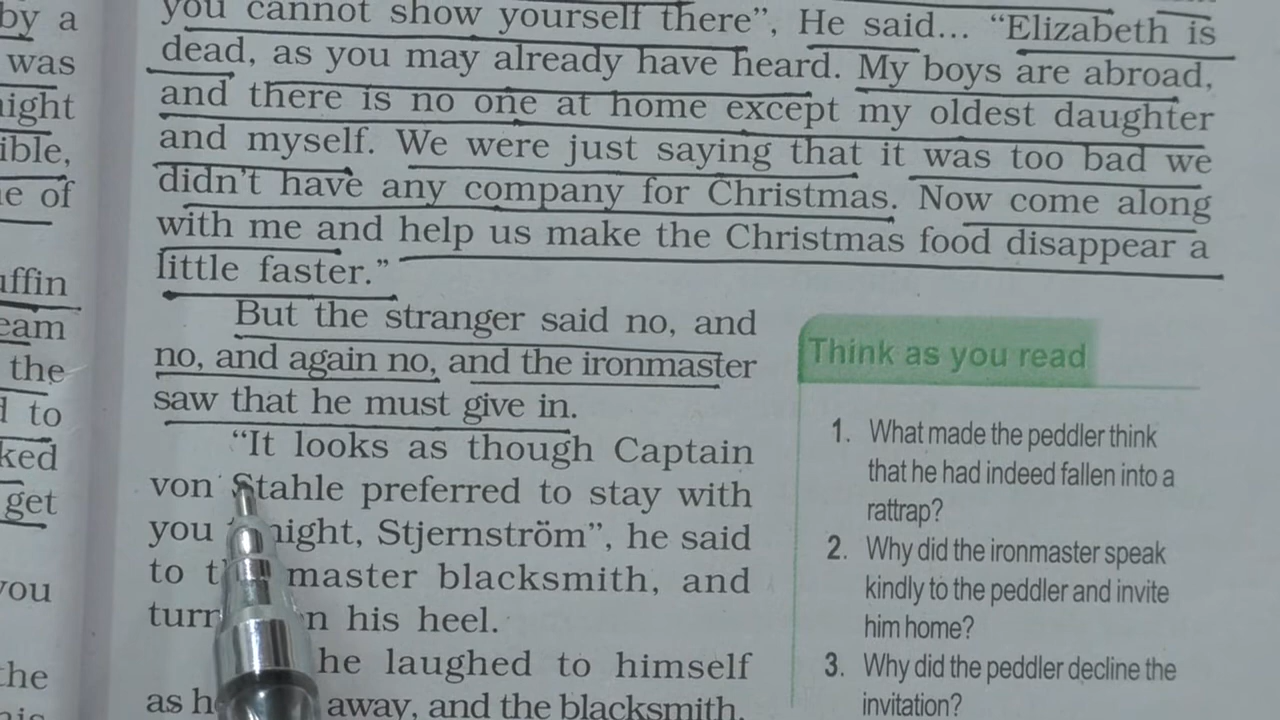 by a
was
night
ible,
ne of
uffin
eam
the
d to
ked
get
you
the
you cannot show yourself there”, He said... “Elizabeth is
dead, as you may already have heard. My boys are abroad,
and there is no one at home except my oldest daughter
and myself. We were just saying that it was too bad we
didn’t have any company for Christmas. Now come along
with me and help us make the Christmas food disappear a
little faster.”
But the stranger said no, and
no, and again no, and the ironmaster
saw that he must give in.
“It looks as though Captain
von Stahle preferred to stay with
you night, Stjernström”, he said
to master blacksmith, and
turn n his heel.
he laughed to himself
as h away, and the blacksmith,
Think as you read
1. What made the peddler think
that he had indeed fallen into a
rattrap?
2. Why did the ironmaster speak
kindly to the peddler and invite
him home?
3. Why did the peddler decline the
invitation?